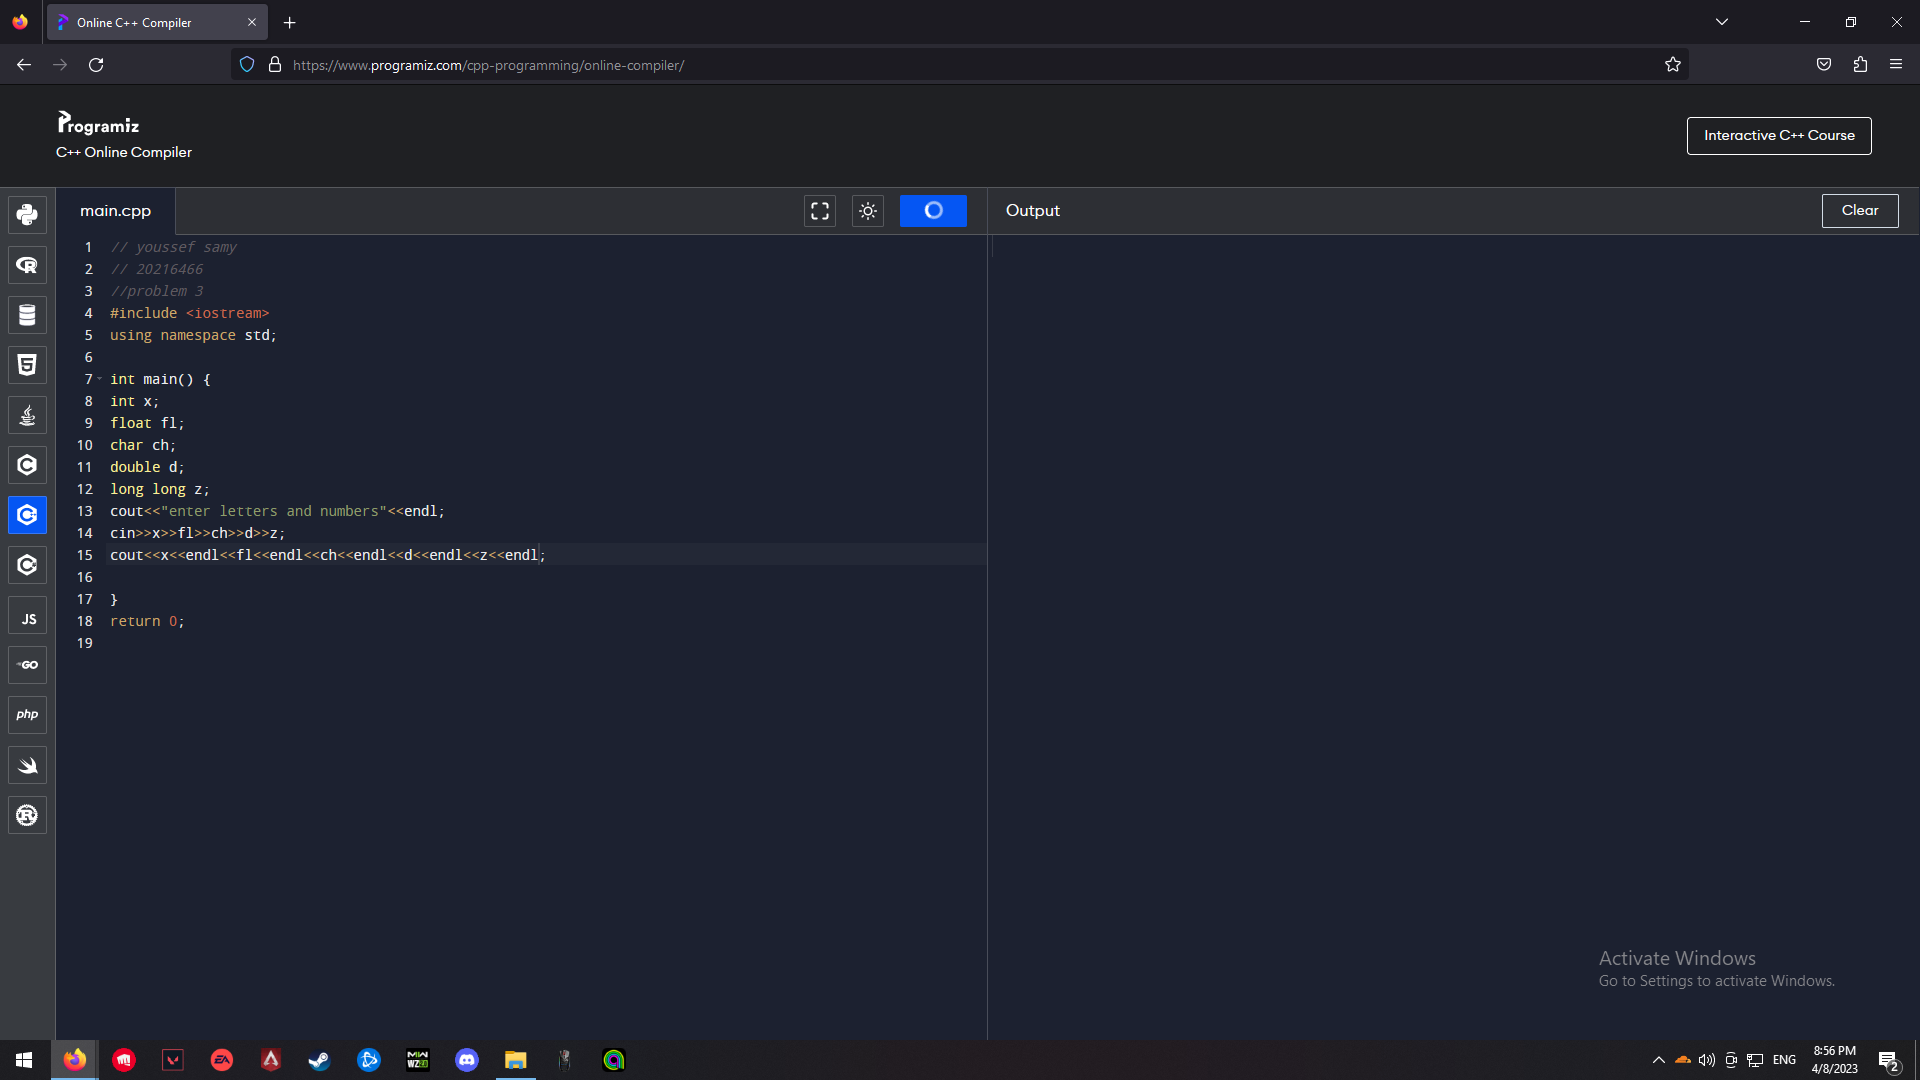 Online C++ Compiler
https://www.programiz.com/cpp-programming/online-compiler/
Programiz
C++ Online Compiler
Interactive C++ Course
main.cpp
Output
Clear
1 // youssef samy
2 // 20216466
3 //problem 3
4 #include <iostream>
5 using namespace std;
6
7 int main() {
8 int x;
9 float fl;
10 char ch;
11 double d;
12 long long z;
13 cout<<"enter letters and numbers"<<endl;
14 cin>>x>>fl>>ch>>d>>z;
15 cout<<x<<endl<<fl<<endl<<ch<<endl<<d<<endl<<z<<endl;
16
17 }
18 return 0;
19
JS
GO
php
Activate Windows
Go to Settings to activate Windows.
EA
MW
WZ2.0
ENG
8:56 PM
4/8/2023
2